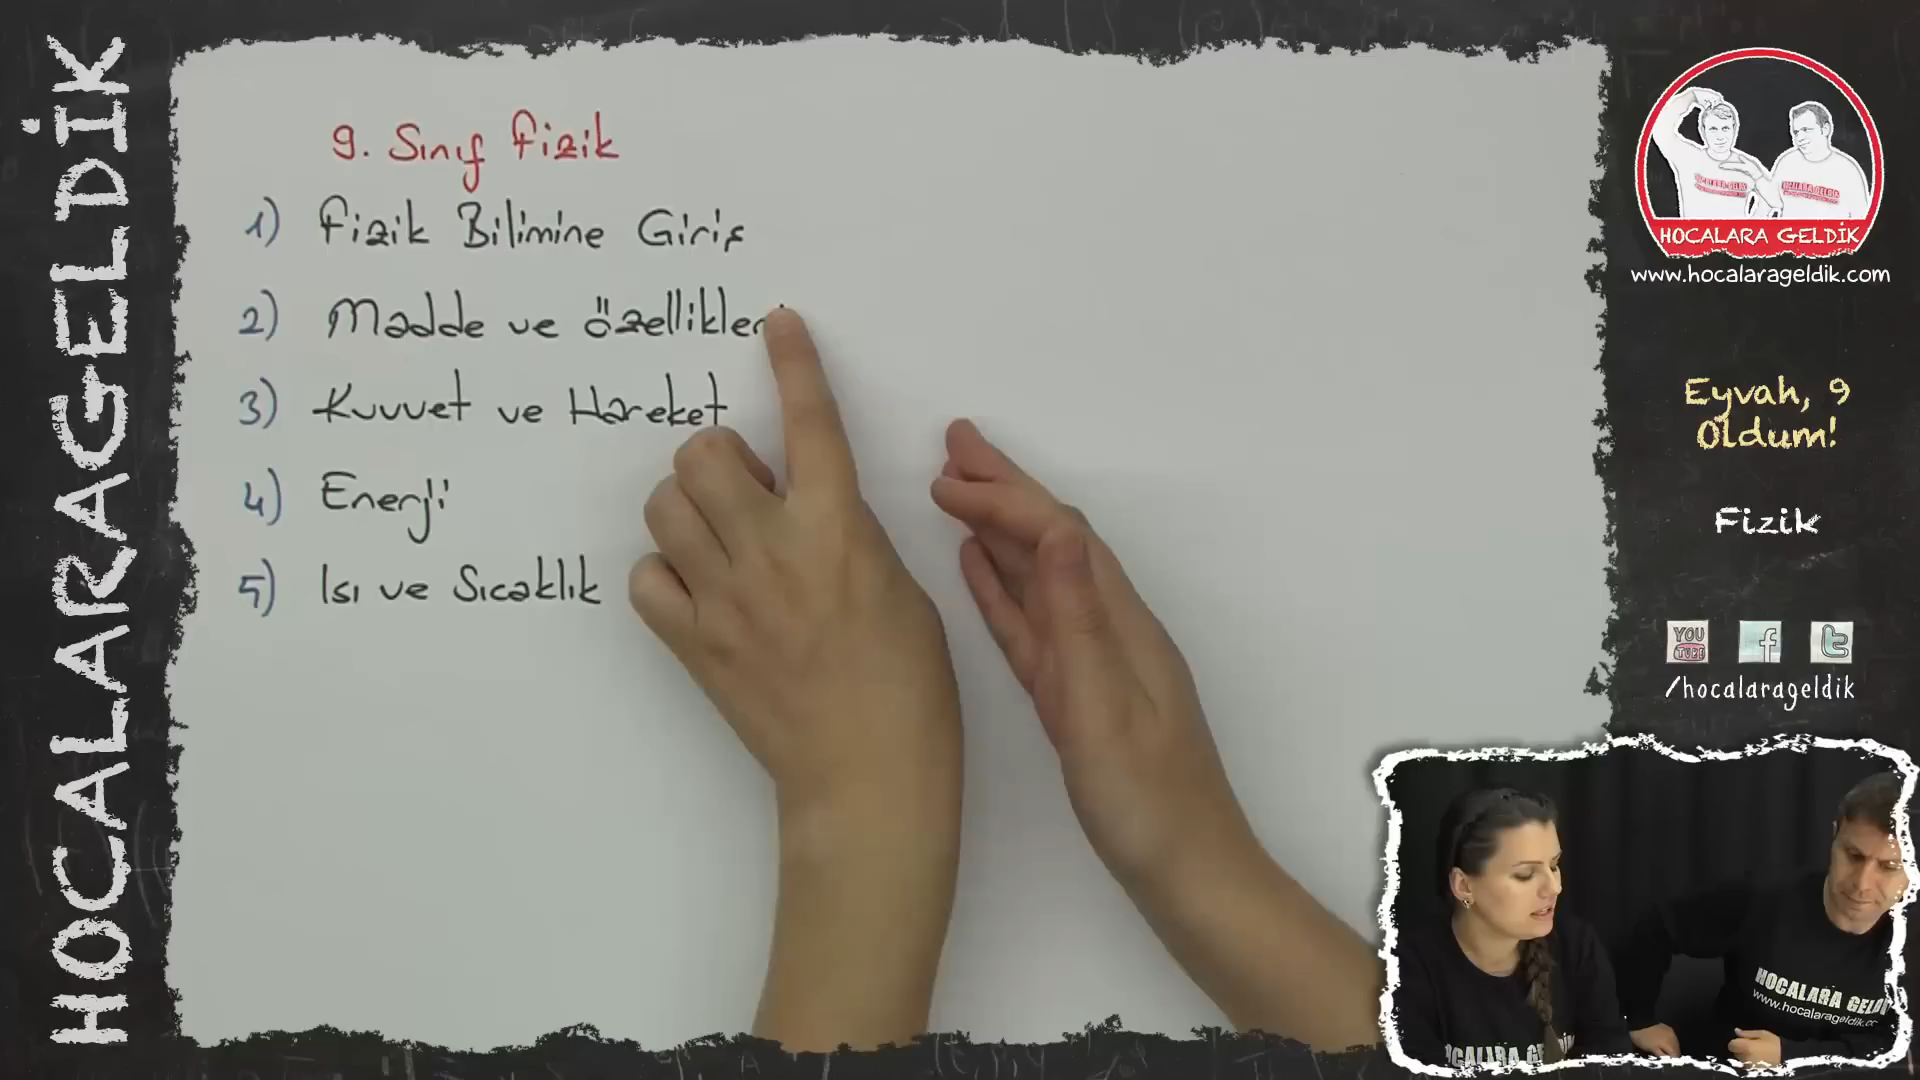 HOCALARAGELDİK
9. Sınıf Fizik
1) Fizik Bilimine Giriş
2) Madde ve özellikleri
3) Kuvvet ve Hareket
4) Enerji
5) Isı ve Sıcaklık
HOCALARA GELDİK
www.hocalarageldik.com
Eyvah, 9
Oldum!
Fizik
YOU
TUBE
f
t
/hocalarageldik
HOCALARA GELDİ
www.hocalarageldik.co